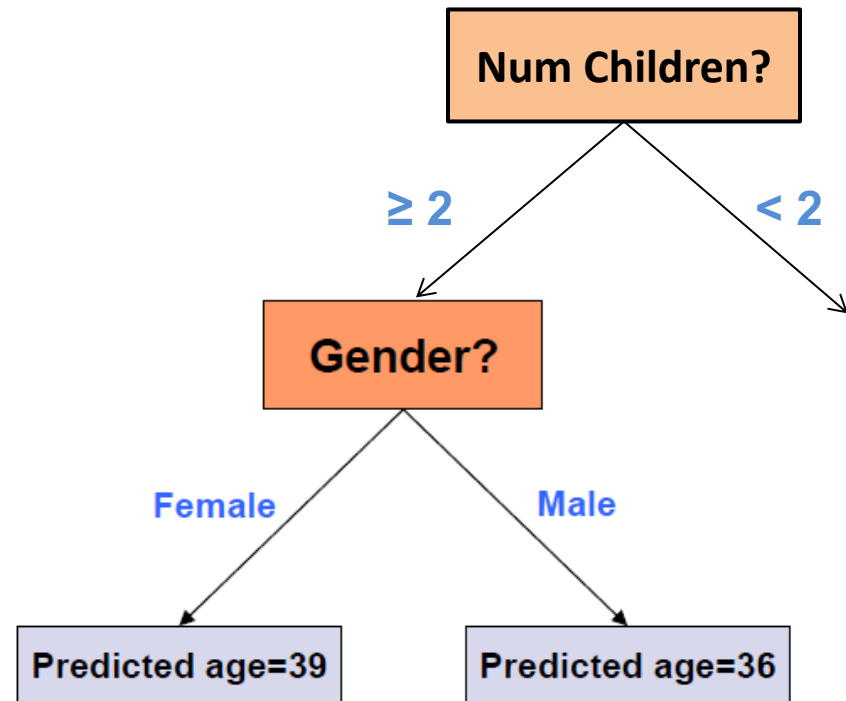 Num Children?
≥ 2
< 2
Gender?
Female
Male
Predicted age=39
Predicted age=36